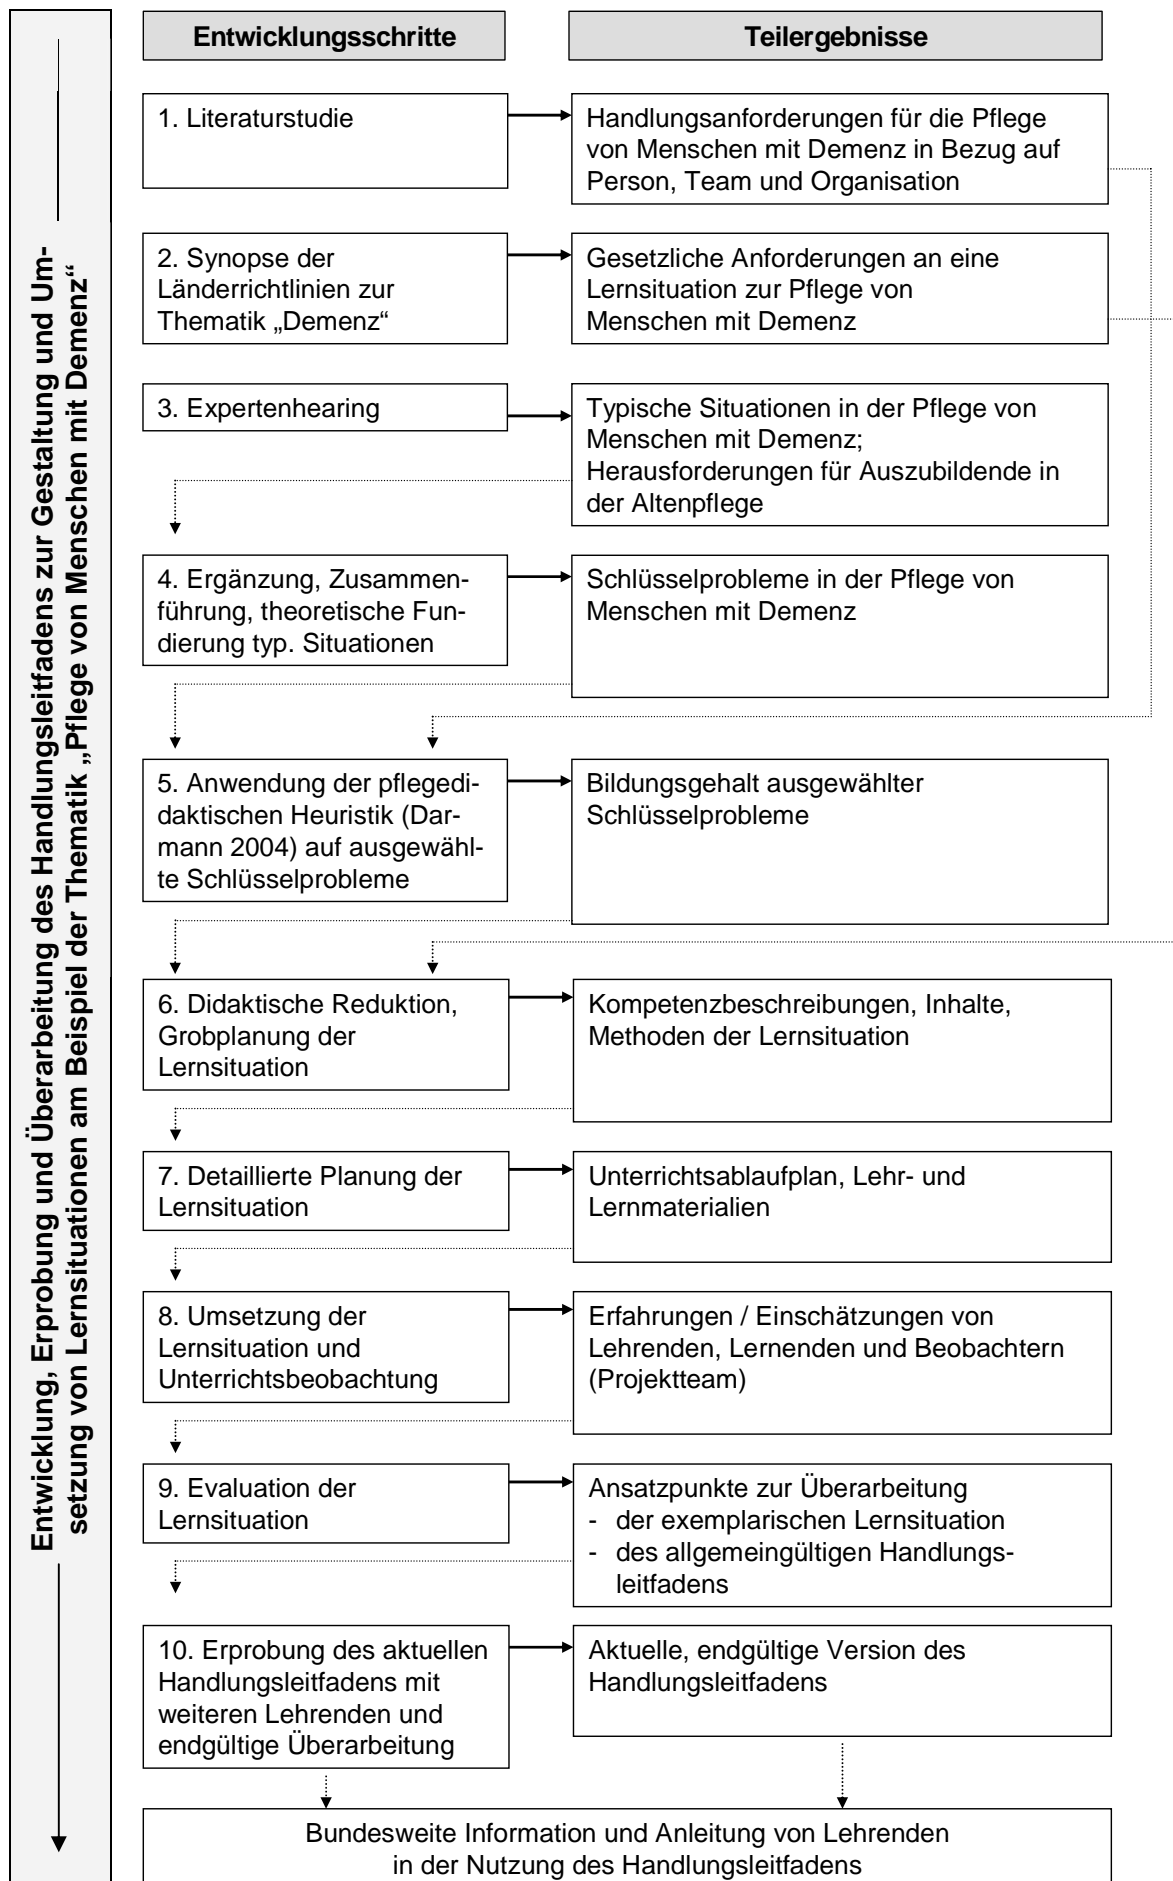 Entwicklung, Erprobung und Überarbeitung des Handlungsleitfadens zur Gestaltung und Um-
setzung von Lernsituationen am Beispiel der Thematik „Pflege von Menschen mit Demenz“
Entwicklungsschritte
Teilergebnisse
1. Literaturstudie
Handlungsanforderungen für die Pflege
von Menschen mit Demenz in Bezug auf
Person, Team und Organisation
2. Synopse der
Länderrichtlinien zur
Thematik „Demenz“
Gesetzliche Anforderungen an eine
Lernsituation zur Pflege von
Menschen mit Demenz
3. Expertenhearing
Typische Situationen in der Pflege von
Menschen mit Demenz;
Herausforderungen für Auszubildende in
der Altenpflege
4. Ergänzung, Zusammen-
führung, theoretische Fun-
dierung typ. Situationen
Schlüsselprobleme in der Pflege von
Menschen mit Demenz
5. Anwendung der pflegedi-
daktischen Heuristik (Dar-
mann 2004) auf ausgewähl-
te Schlüsselprobleme
Bildungsgehalt ausgewählter
Schlüsselprobleme
6. Didaktische Reduktion,
Grobplanung der
Lernsituation
Kompetenzbeschreibungen, Inhalte,
Methoden der Lernsituation
7. Detaillierte Planung der
Lernsituation
Unterrichtsablaufplan, Lehr- und
Lernmaterialien
8. Umsetzung der
Lernsituation und
Unterrichtsbeobachtung
Erfahrungen / Einschätzungen von
Lehrenden, Lernenden und Beobachtern
(Projektteam)
9. Evaluation der
Lernsituation
Ansatzpunkte zur Überarbeitung
- der exemplarischen Lernsituation
- des allgemeingültigen Handlungs-
leitfadens
10. Erprobung des aktuellen
Handlungsleitfadens mit
weiteren Lehrenden und
endgültige Überarbeitung
Aktuelle, endgültige Version des
Handlungsleitfadens
Bundesweite Information und Anleitung von Lehrenden
in der Nutzung des Handlungsleitfadens